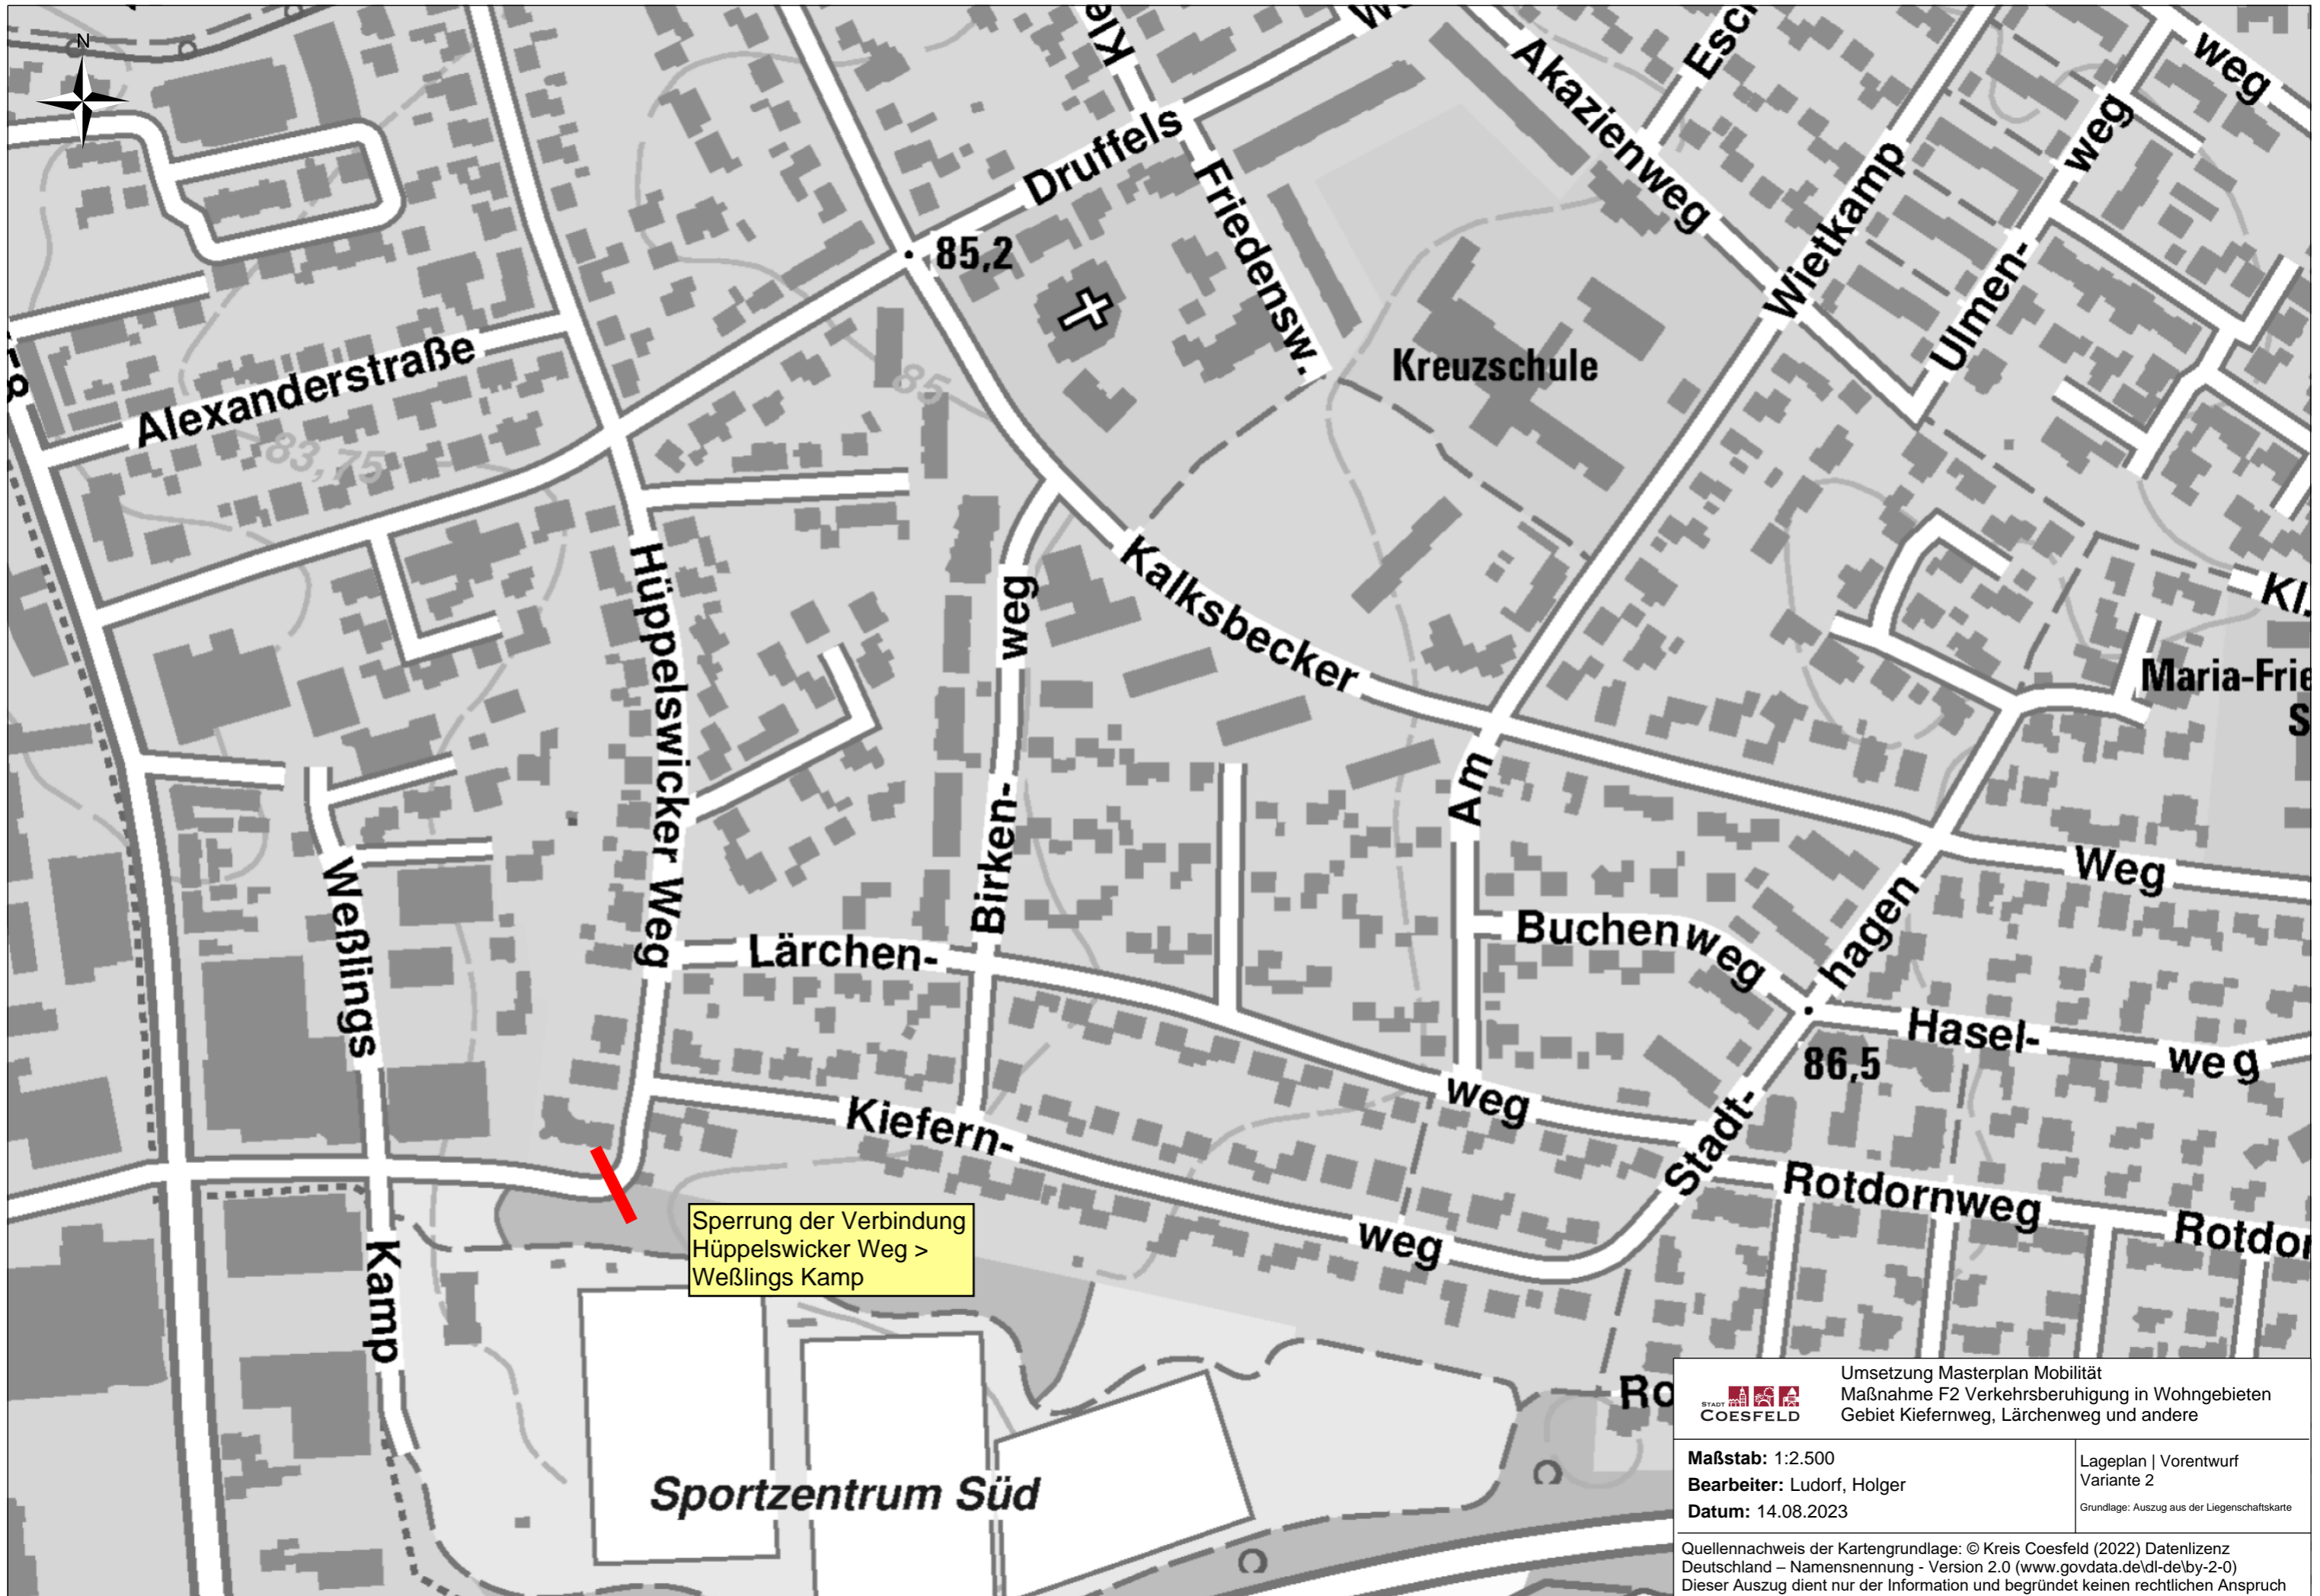 N
Akazienweg
weg
Druffels
weg
Wietkamp
Friedensw.
85,2
Ulmen-
Kreuzschule
Alexanderstraße
85
83,75
Hüppelswicker Weg
weg
Kalksbecker
Kl.
Maria-Frie
S
Birken-
Am
Weg
Weßlings
Lärchen-
Buchenweg
hagen
Hasel-
weg
86,5
weg
Kiefern-
Stadt-
Rotdornweg
Rotdor
weg
Sperrung der Verbindung
Hüppelswicker Weg >
Weßlings Kamp
Kamp
Ro
Sportzentrum Süd
STADT
COESFELD
Umsetzung Masterplan Mobilität
Maßnahme F2 Verkehrsberuhigung in Wohngebieten
Gebiet Kiefernweg, Lärchenweg und andere
Maßstab: 1:2.500
Bearbeiter: Ludorf, Holger
Datum: 14.08.2023
Lageplan | Vorentwurf
Variante 2
Grundlage: Auszug aus der Liegenschaftskarte
Quellennachweis der Kartengrundlage: © Kreis Coesfeld (2022) Datenlizenz
Deutschland – Namensnennung - Version 2.0 (www.govdata.de\dl-de\by-2-0)
Dieser Auszug dient nur der Information und begründet keinen rechtlichen Anspruch